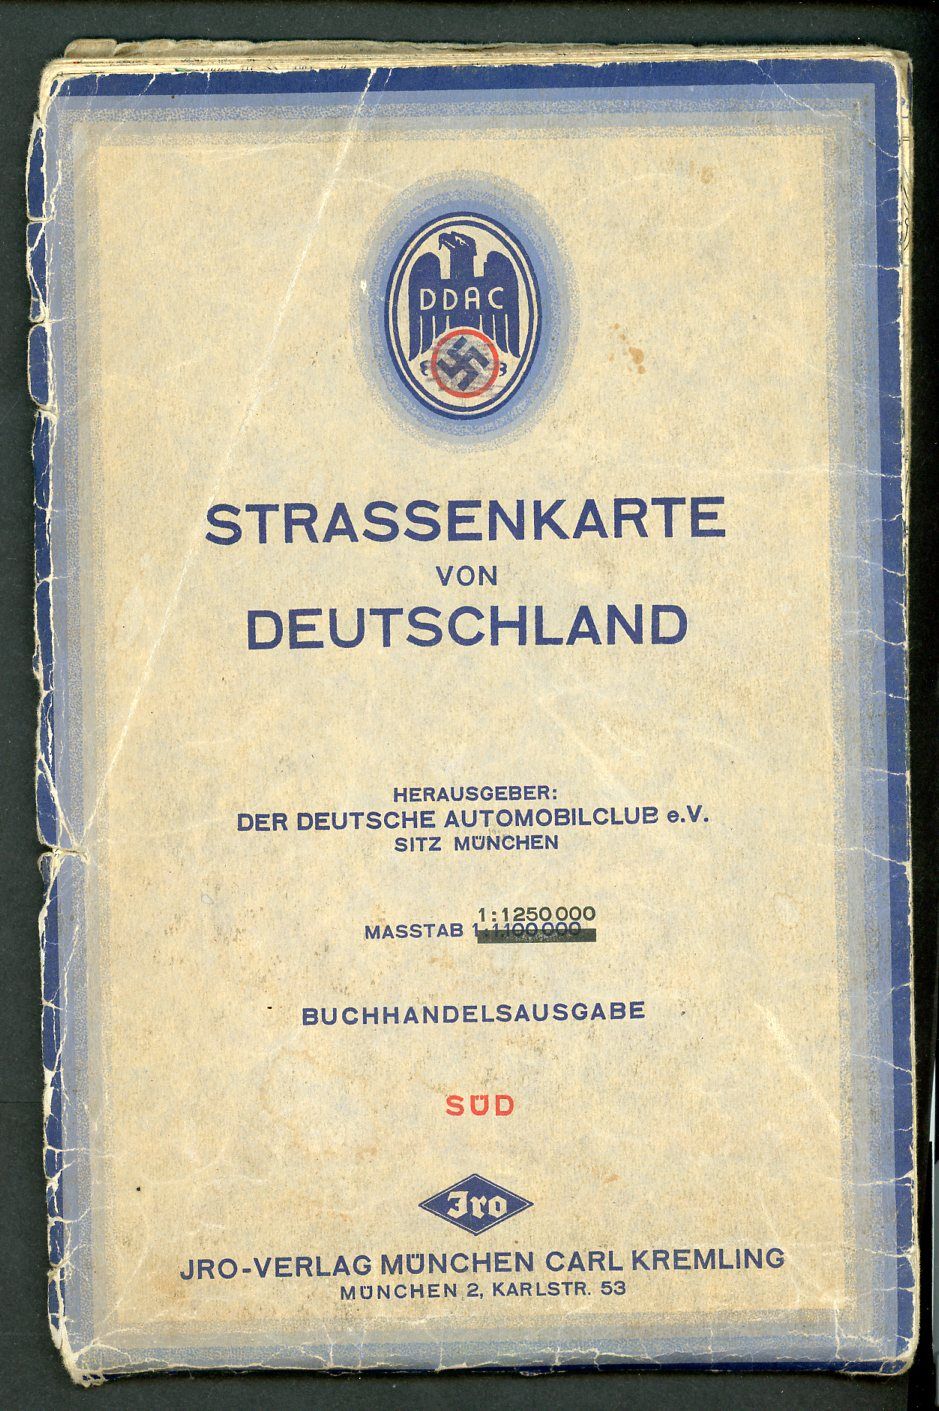 DDAC
STRASSENKARTE
VON
DEUTSCHLAND
HERAUSGEBER:
DER DEUTSCHE AUTOMOBILCLUB e.V.
SITZ MÜNCHEN
1:1250000
MASSTAB 1:1100000
BUCHHANDELSAUSGABE
SÜD
Jro
JRO-VERLAG MÜNCHEN CARL KREMLING
MÜNCHEN 2, KARLSTR. 53